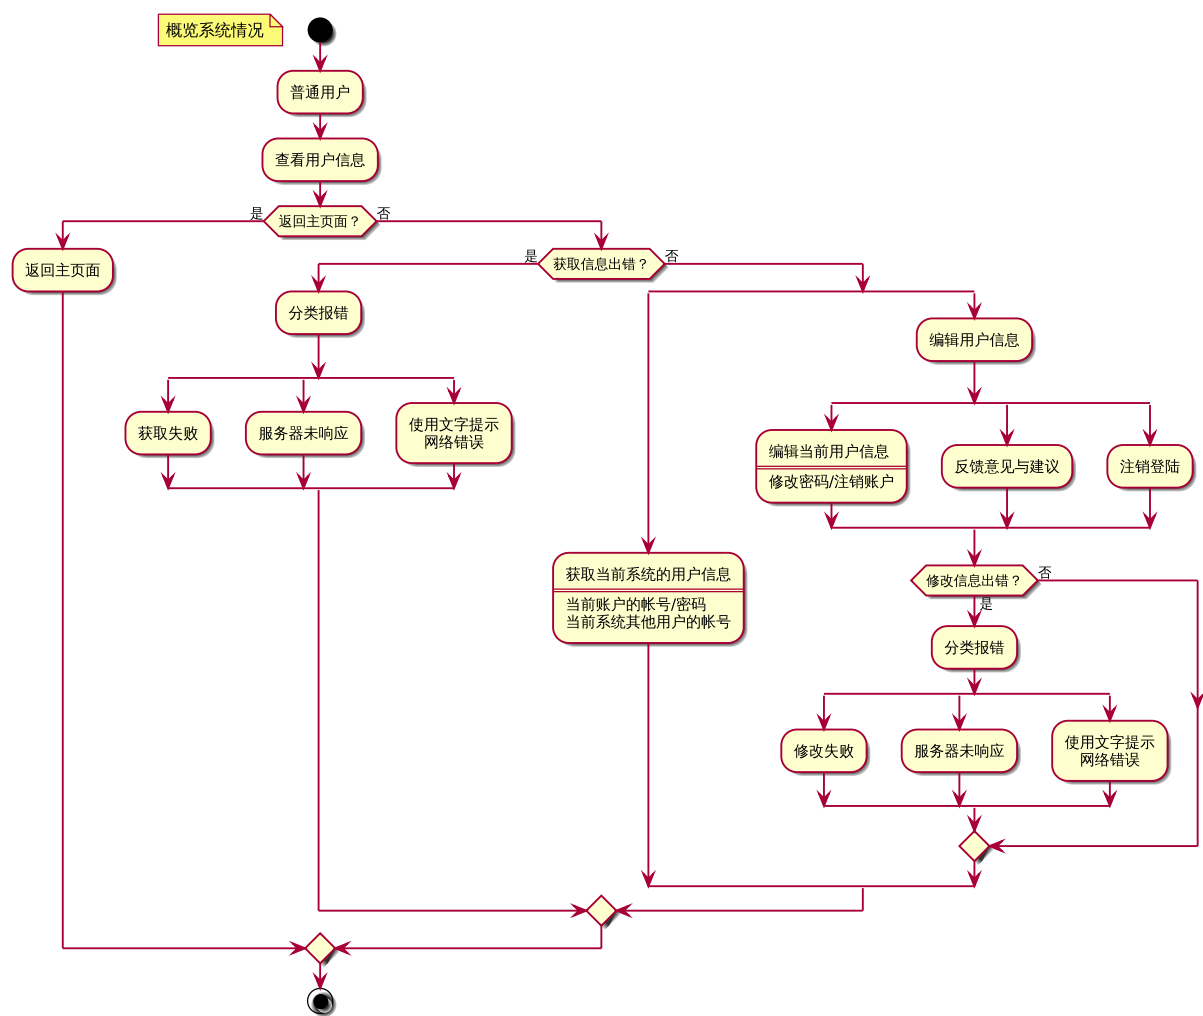 概览系统情况
普通用户
查看用户信息
是
返回主页面？
否
返回主页面
是
获取信息出错？
否
分类报错
获取失败
服务器未响应
使用文字提示
网络错误
编辑用户信息
编辑当前用户信息
修改密码/注销账户
反馈意见与建议
注销登陆
获取当前系统的用户信息
当前账户的帐号/密码
当前系统其他用户的帐号
修改信息出错？
否
是
分类报错
修改失败
服务器未响应
使用文字提示
网络错误